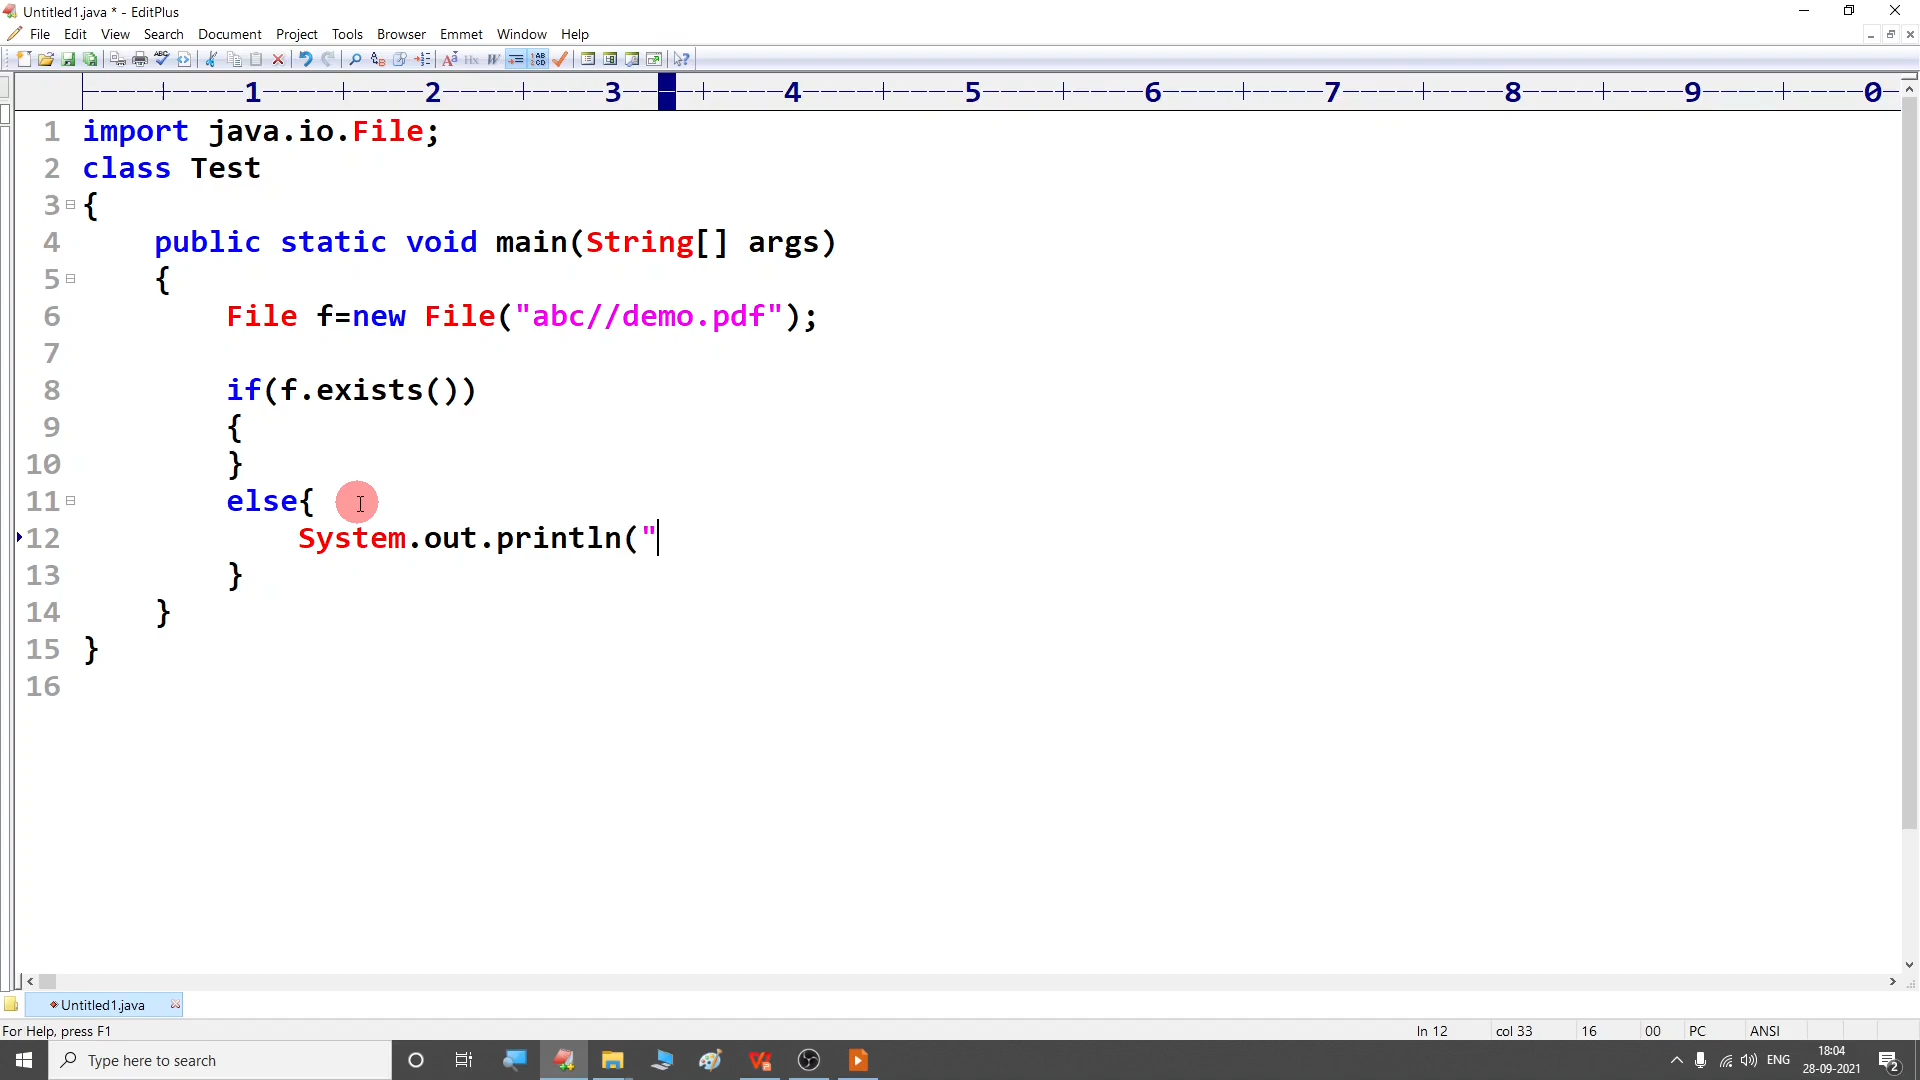 Untitled1.java * - EditPlus
File Edit View Search Document Project Tools Browser Emmet Window Help
1 2 3 4 5 6 7 8 9 0
1 import java.io.File;
2 class Test
3 {
4 public static void main(String[] args)
5 {
6 File f=new File("abc//demo.pdf");
7
8 if(f.exists())
9 {
10 }
11 else{
12 System.out.println("
13 }
14 }
15 }
16
Untitled1.java
For Help, press F1 ln 12 col 33 16 00 PC ANSI
Type here to search ENG 18:04
28-09-2021 2